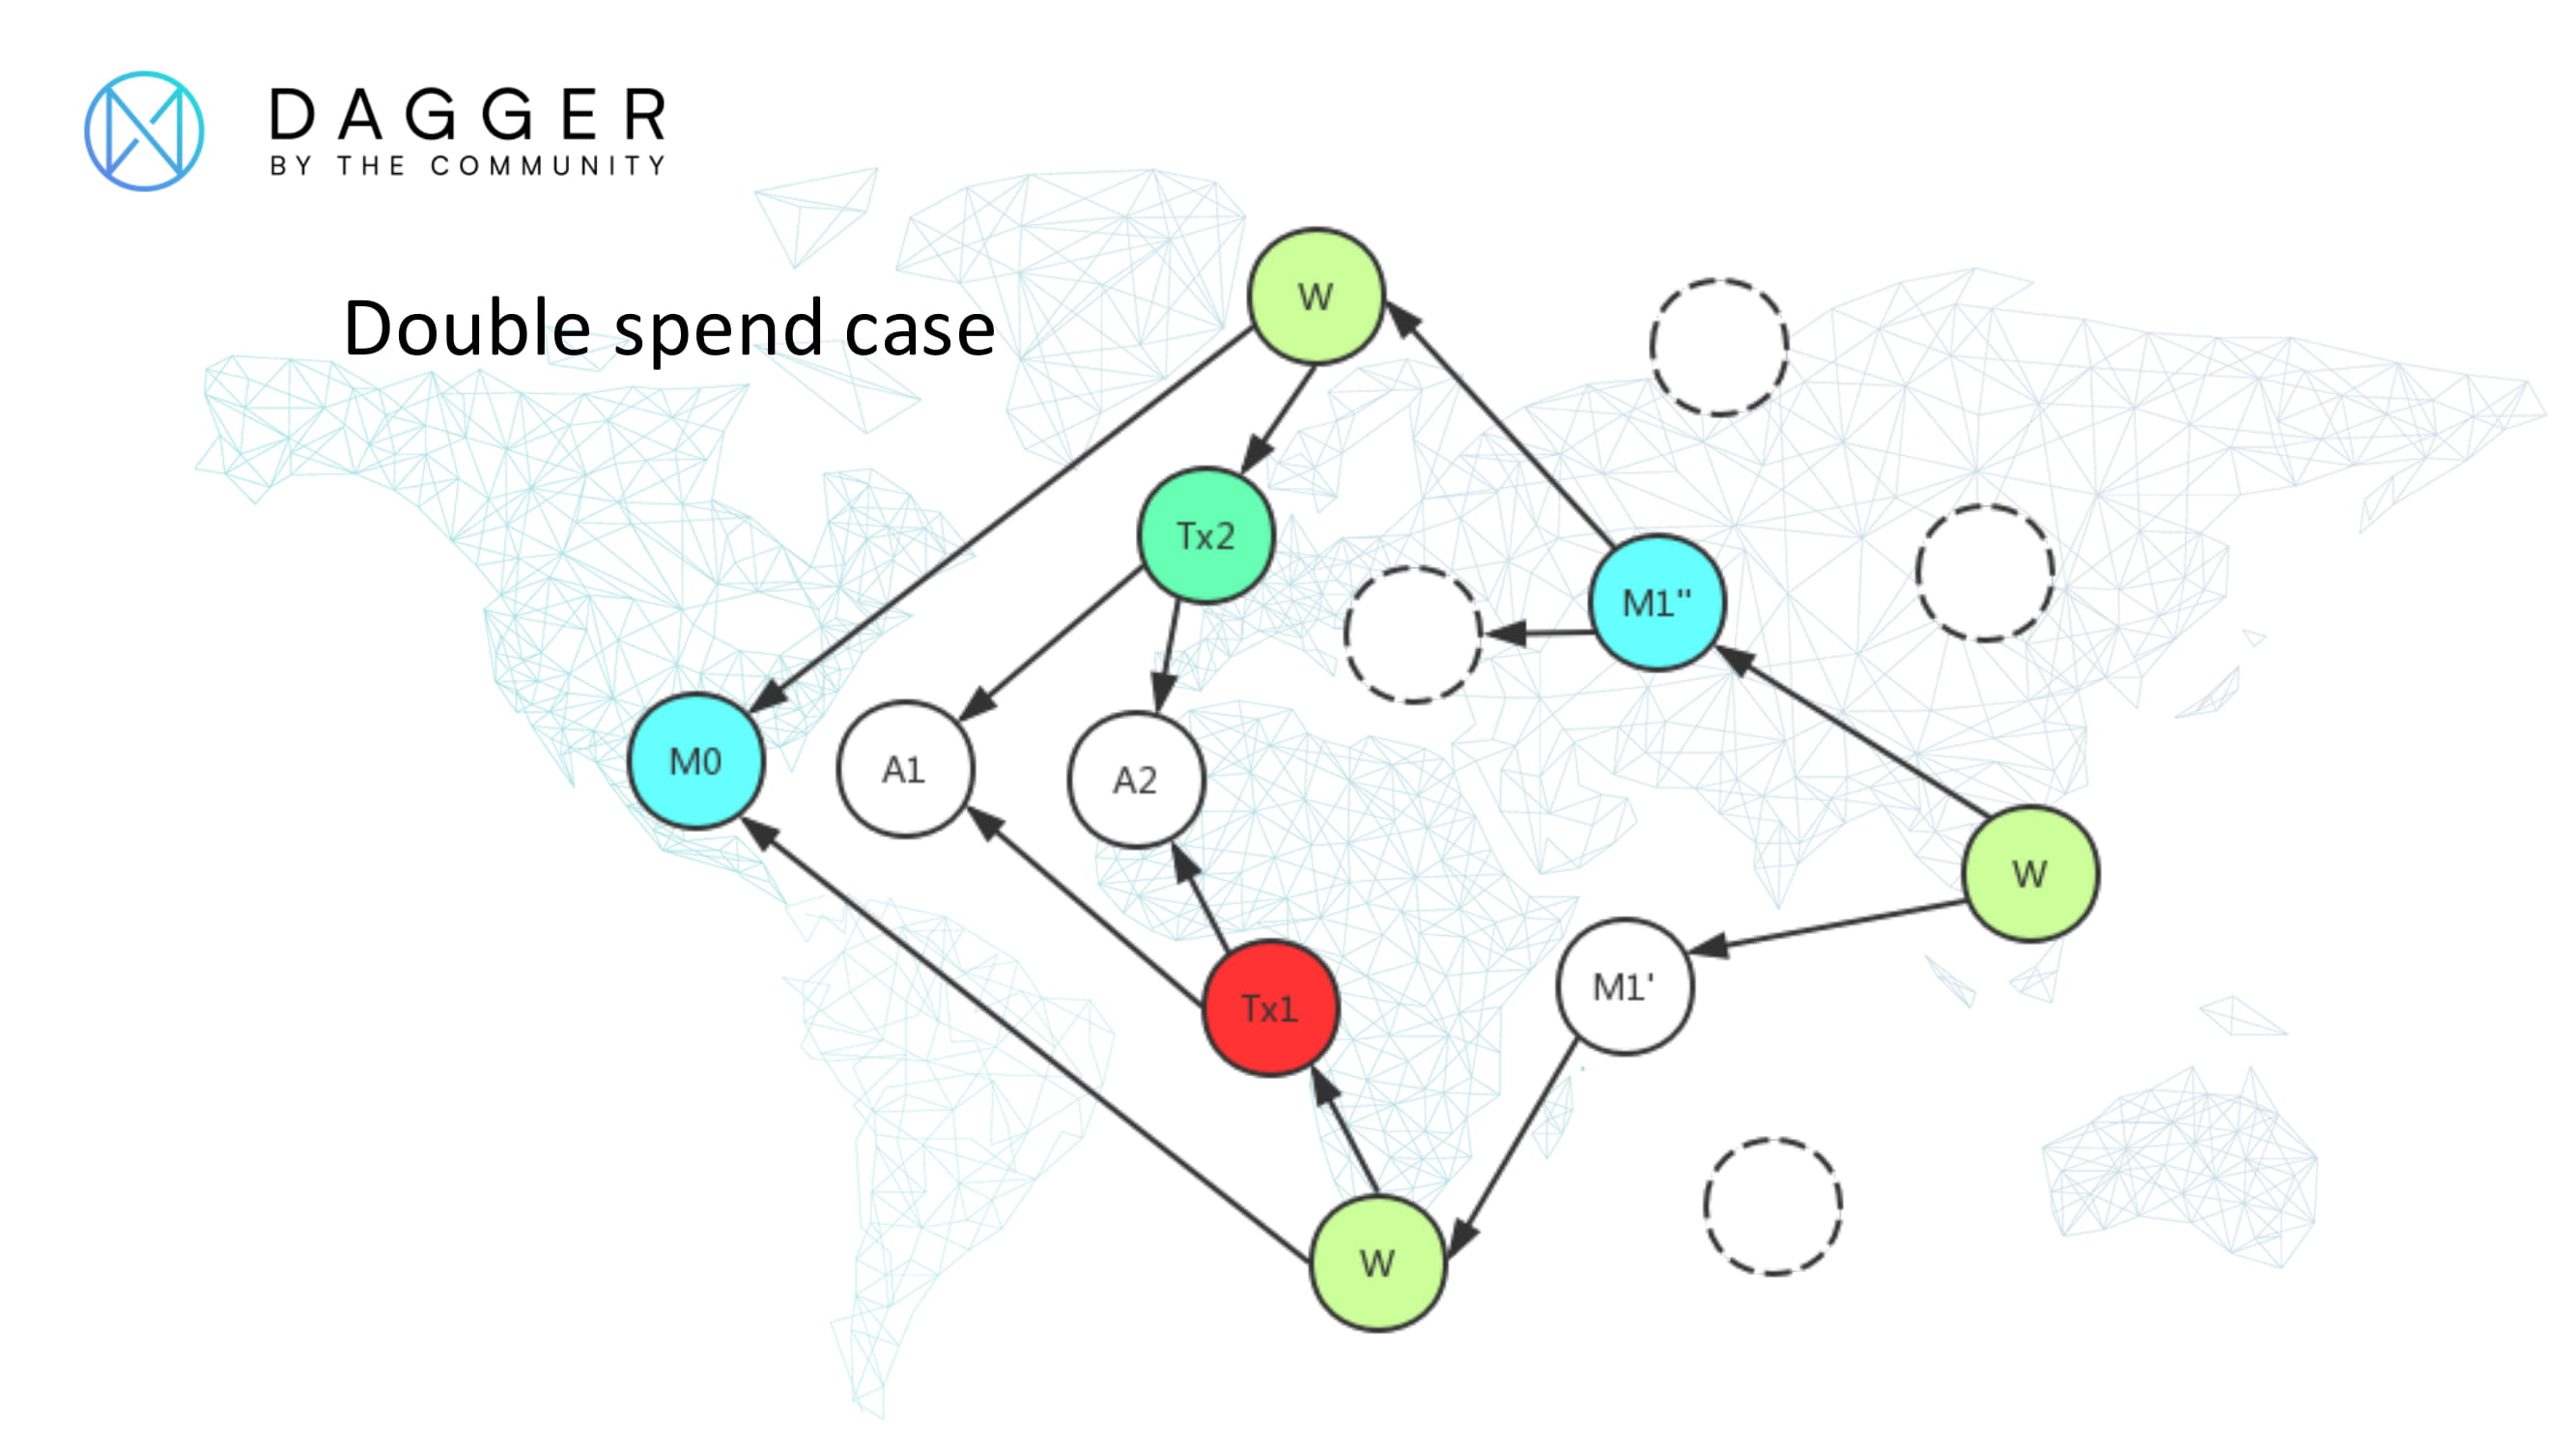 DAGGER
BY THE COMMUNITY
Double spend case
W
Tx2
M1"
M0
A1
A2
W
M1'
Tx1
W